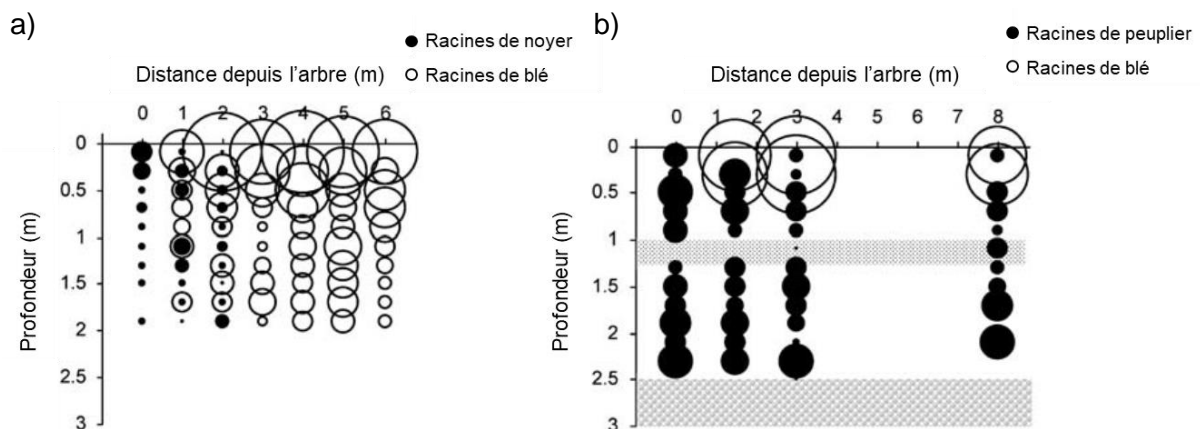 a)
Racines de noyer
Racines de blé
Distance depuis l'arbre (m)
0 1 2 3 4 5 6
Profondeur (m)
0
0.5
1
1.5
2
2.5
3
b)
Racines de peuplier
Racines de blé
Distance depuis l'arbre (m)
0 1 2 3 4 5 6 7 8
Profondeur (m)
0
0.5
1
1.5
2
2.5
3